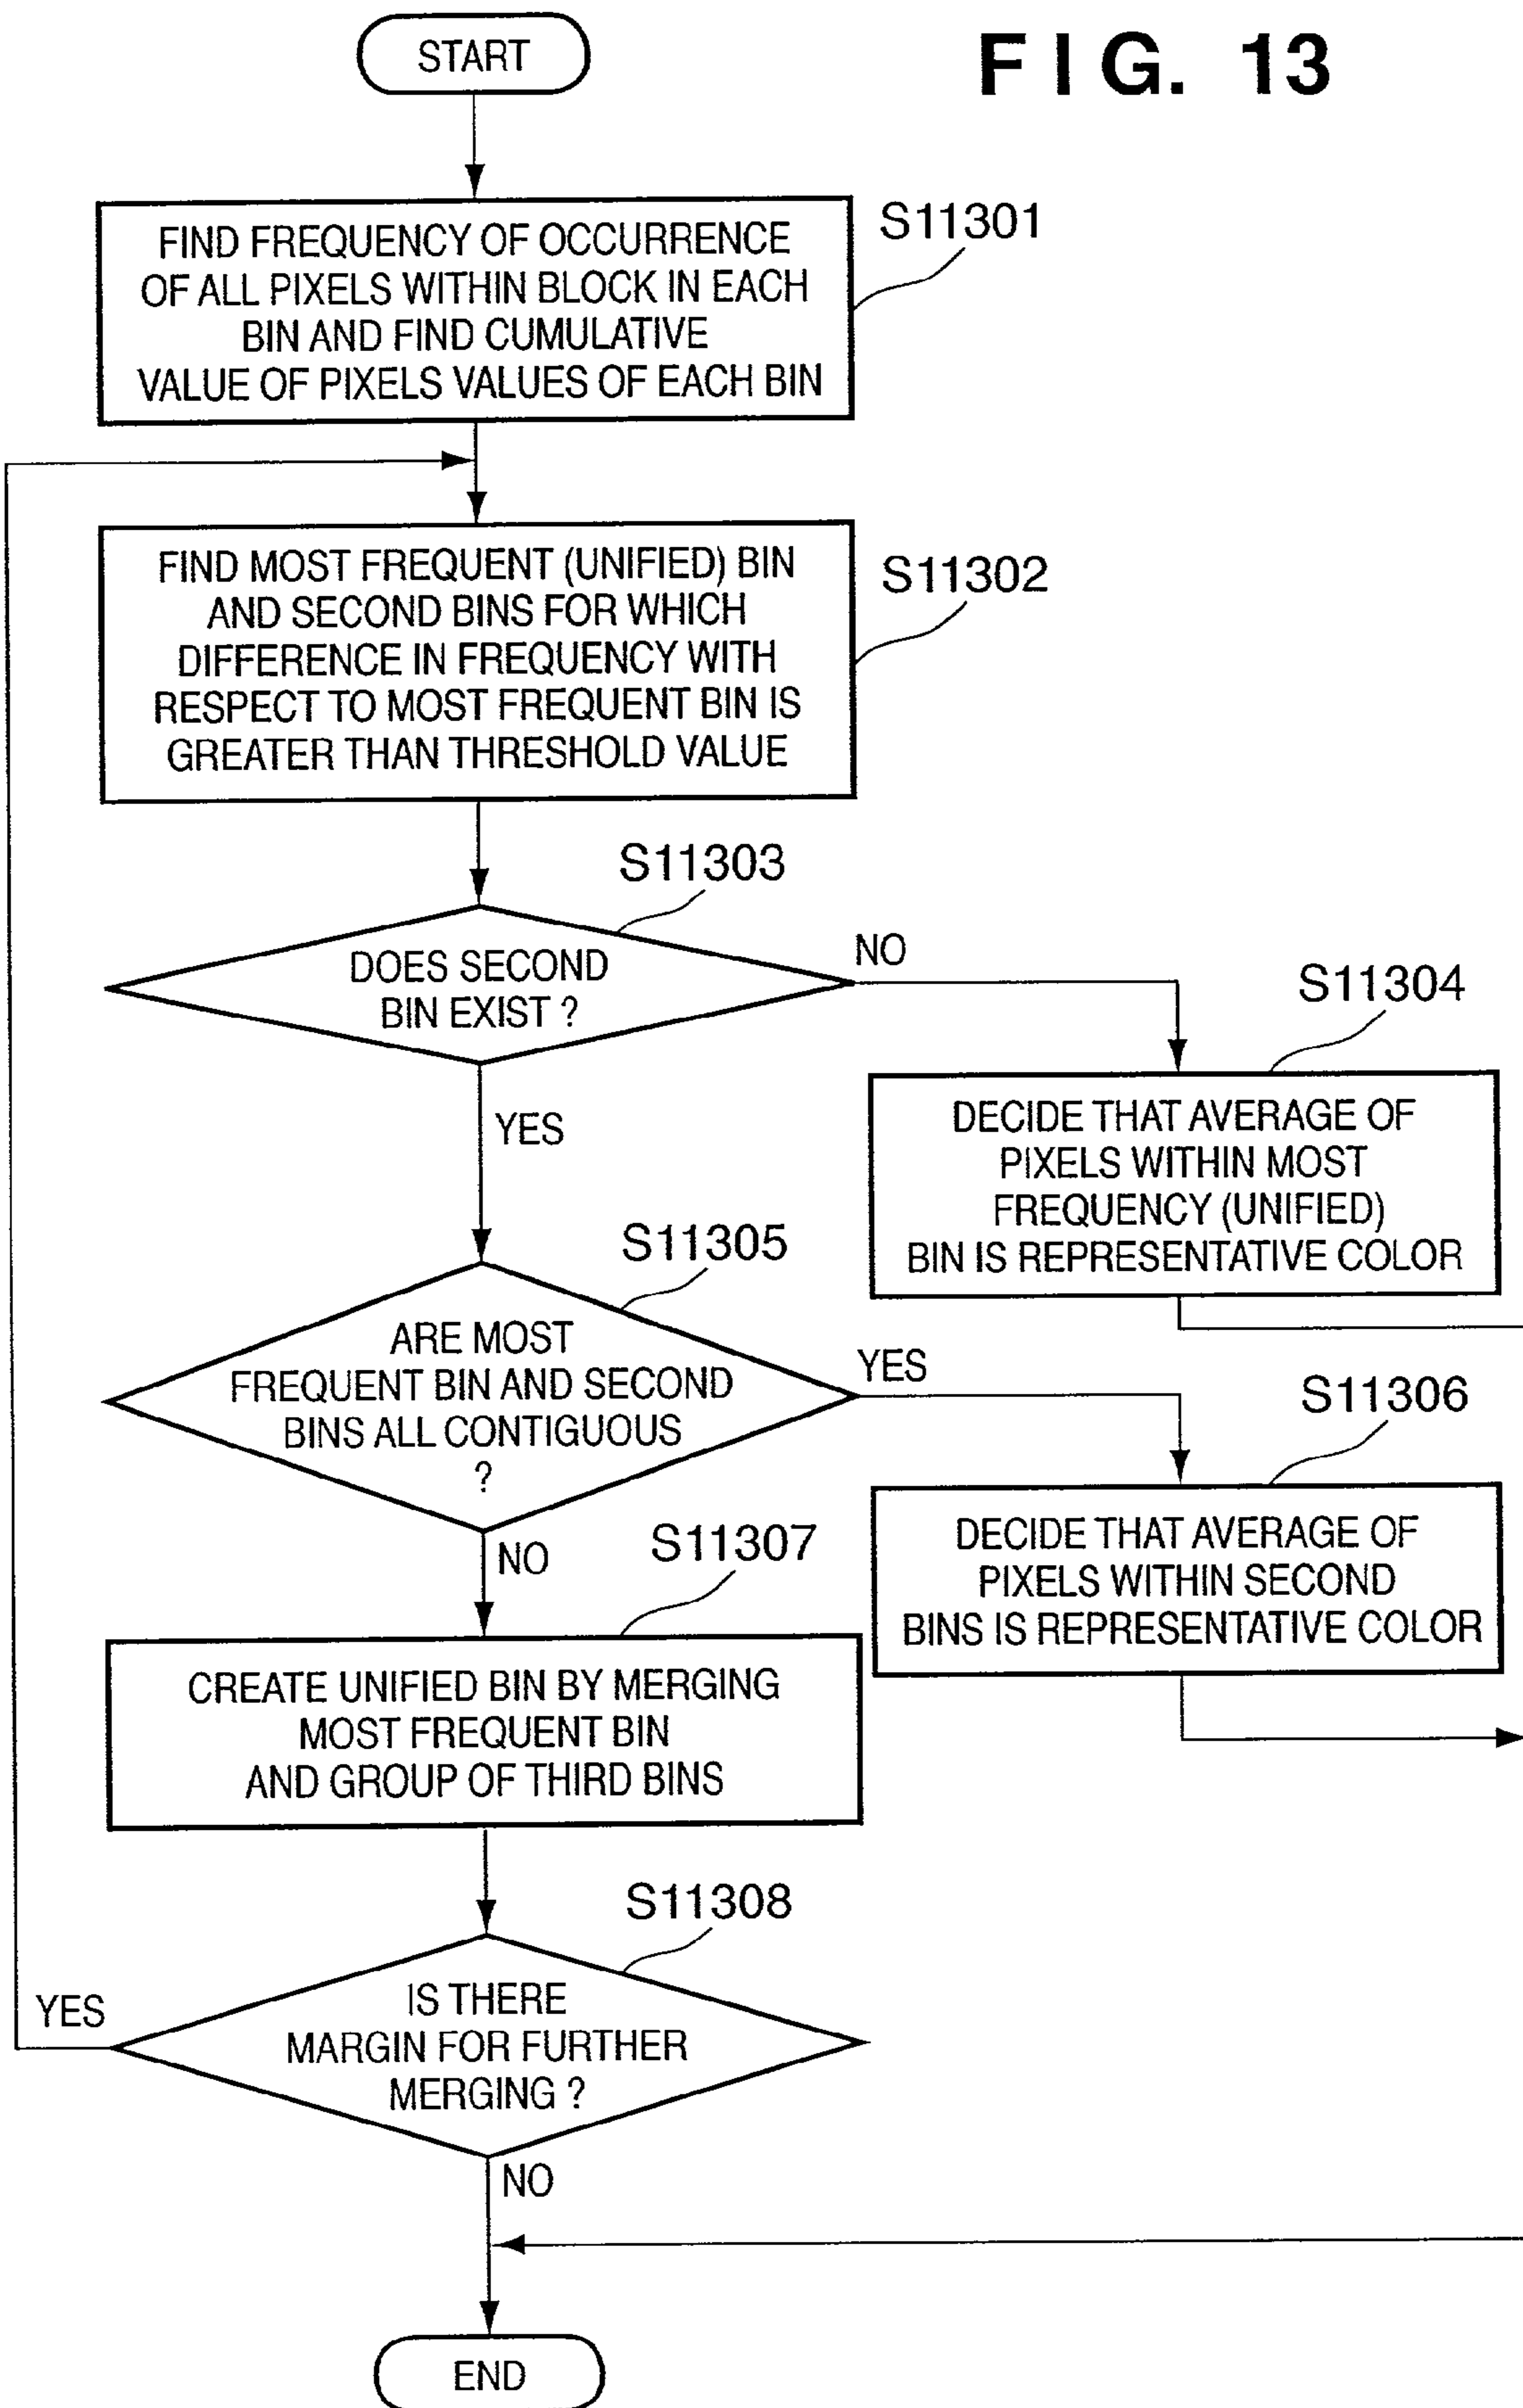 START
FIG. 13
FIND FREQUENCY OF OCCURRENCE
OF ALL PIXELS WITHIN BLOCK IN EACH
BIN AND FIND CUMULATIVE
VALUE OF PIXELS VALUES OF EACH BIN
S11301
FIND MOST FREQUENT (UNIFIED) BIN
AND SECOND BINS FOR WHICH
DIFFERENCE IN FREQUENCY WITH
RESPECT TO MOST FREQUENT BIN IS
GREATER THAN THRESHOLD VALUE
S11302
S11303
DOES SECOND
BIN EXIST ?
NO
YES
S11304
DECIDE THAT AVERAGE OF
PIXELS WITHIN MOST
FREQUENCY (UNIFIED)
BIN IS REPRESENTATIVE COLOR
S11305
ARE MOST
FREQUENT BIN AND SECOND
BINS ALL CONTIGUOUS
?
YES
NO
S11306
DECIDE THAT AVERAGE OF
PIXELS WITHIN SECOND
BINS IS REPRESENTATIVE COLOR
S11307
CREATE UNIFIED BIN BY MERGING
MOST FREQUENT BIN
AND GROUP OF THIRD BINS
S11308
IS THERE
MARGIN FOR FURTHER
MERGING ?
YES
NO
END